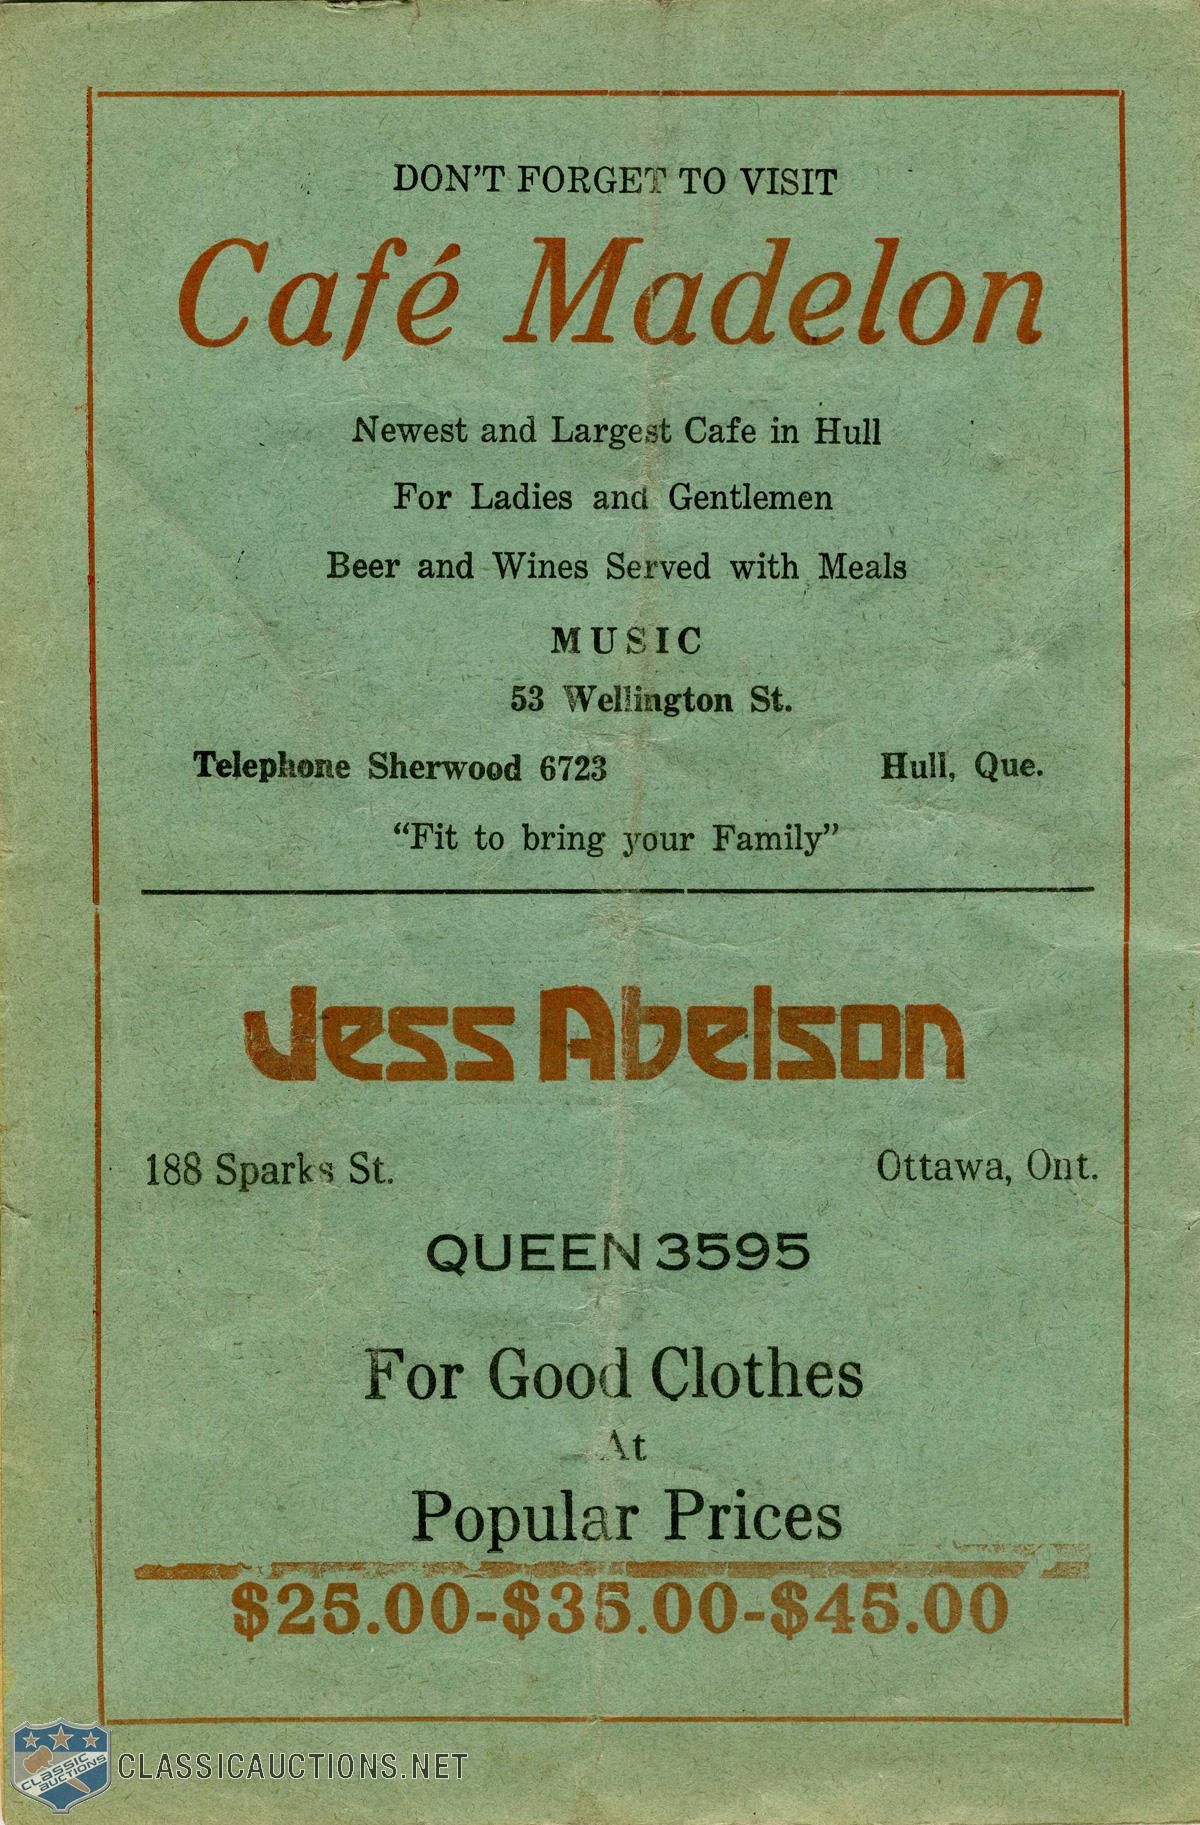 DON'T FORGET TO VISIT
Café Madelon
Newest and Largest Cafe in Hull
For Ladies and Gentlemen
Beer and Wines Served with Meals
MUSIC
53 Wellington St.
Telephone Sherwood 6723 Hull, Que.
"Fit to bring your Family"
Jess Abelson
188 Sparks St. Ottawa, Ont.
QUEEN 3595
For Good Clothes
At
Popular Prices
$25.00-$35.00-$45.00
CLASSIC AUCTIONS
CLASSICAUCTIONS.NET